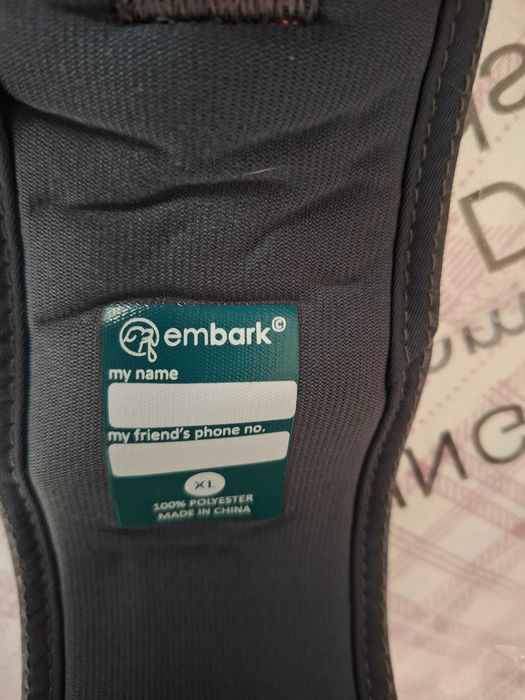 embark©
my name
my friend's phone no.
XL
100% POLYESTER
MADE IN CHINA